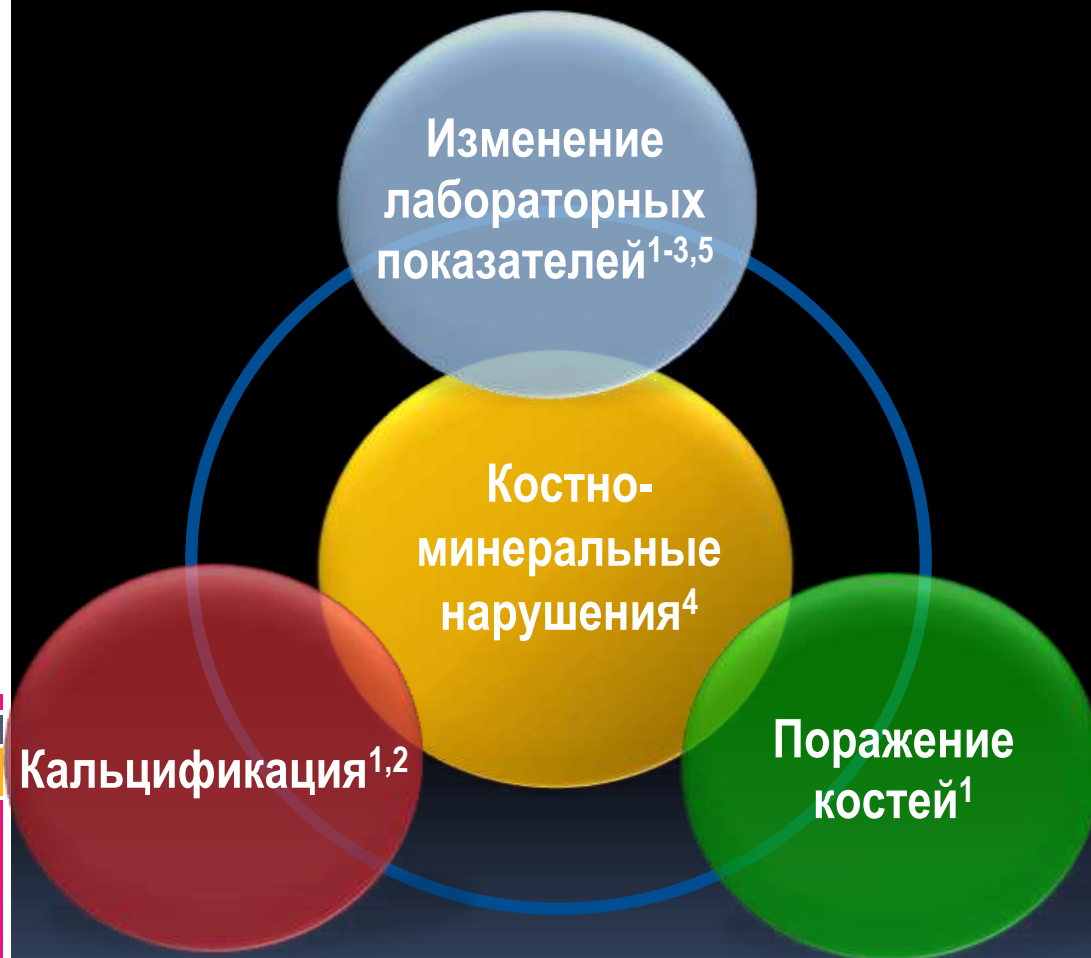 Изменение
лабораторных
показателей1-3,5
Костно-
минеральные
нарушения4
Кальцификация1,2
Поражение
костей1